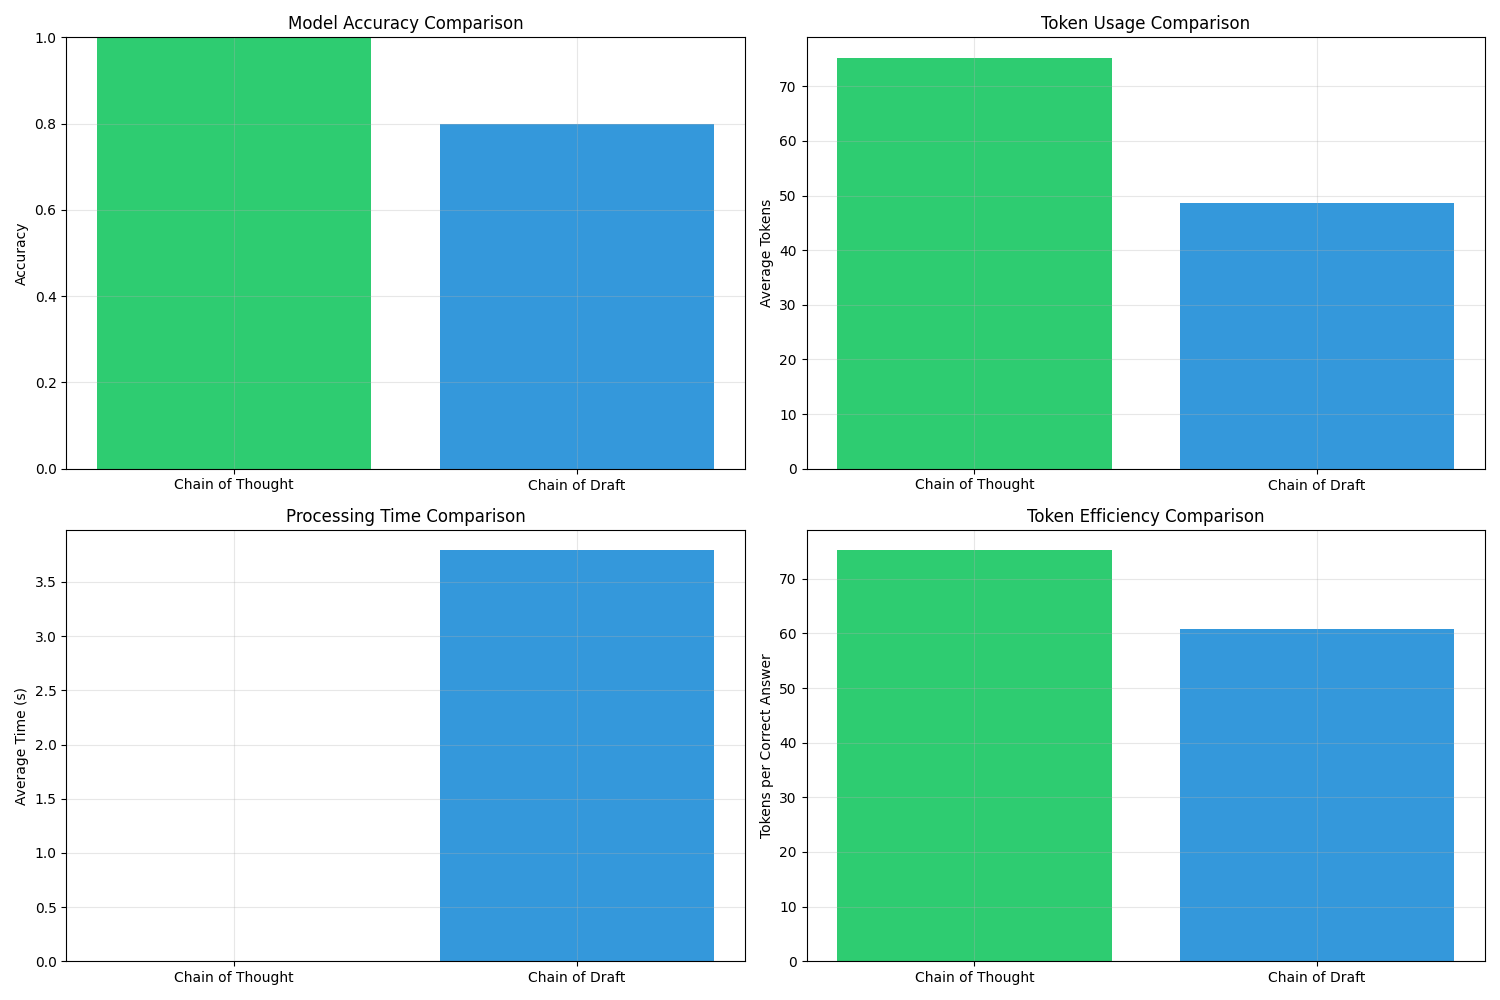 Model Accuracy Comparison
Accuracy
1.0
0.8
0.6
0.4
0.2
0.0
Chain of Thought
Chain of Draft
Token Usage Comparison
Average Tokens
70
60
50
40
30
20
10
0
Chain of Thought
Chain of Draft
Processing Time Comparison
Average Time (s)
3.5
3.0
2.5
2.0
1.5
1.0
0.5
0.0
Chain of Thought
Chain of Draft
Token Efficiency Comparison
Tokens per Correct Answer
70
60
50
40
30
20
10
0
Chain of Thought
Chain of Draft